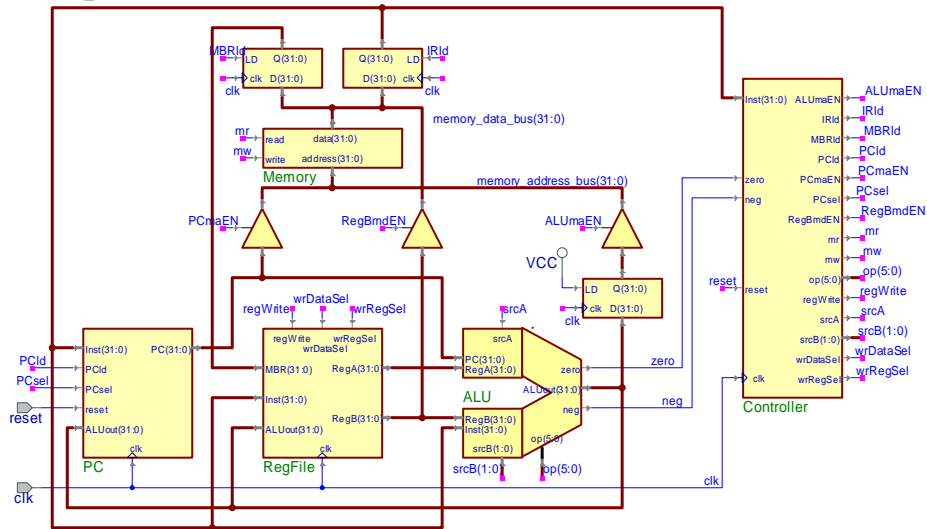 MBRld
LD
Q(31:0)
D(31:0)
clk
clk
Q(31:0)
D(31:0)
LD
clk
IRld
clk
memory_data_bus(31:0)
mr
mw
read
write
data(31:0)
address(31:0)
Memory
memory_address_bus(31:0)
PCmaEN
RegBmdEN
ALUmaEN
VCC
LD
clk
Q(31:0)
D(31:0)
clk
PCld
PCsel
reset
Inst(31:0)
PC(31:0)
PCld
PCsel
reset
ALUout(31:0)
clk
PC
regWrite
wrDataSel
wrRegSel
regWrite
wrDataSel
wrRegSel
MBR(31:0)
RegA(31:0)
Inst(31:0)
RegB(31:0)
ALUout(31:0)
clk
RegFile
srcA
srcA
PC(31:0)
RegA(31:0)
zero
ALU
ALUout(31:0)
RegB(31:0)
Inst(31:0)
neg
srcB(1:0)
op(5:0)
srcB(1:0)
op(5:0)
zero
neg
clk
clk
Inst(31:0)
zero
neg
reset
reset
clk
ALUmaEN
IRld
MBRld
PCld
PCmaEN
PCsel
RegBmdEN
mr
mw
op(5:0)
regWrite
srcA
srcB(1:0)
wrDataSel
wrRegSel
ALUmaEN
IRld
MBRld
PCld
PCmaEN
PCsel
RegBmdEN
mr
mw
op(5:0)
regWrite
srcA
srcB(1:0)
wrDataSel
wrRegSel
Controller